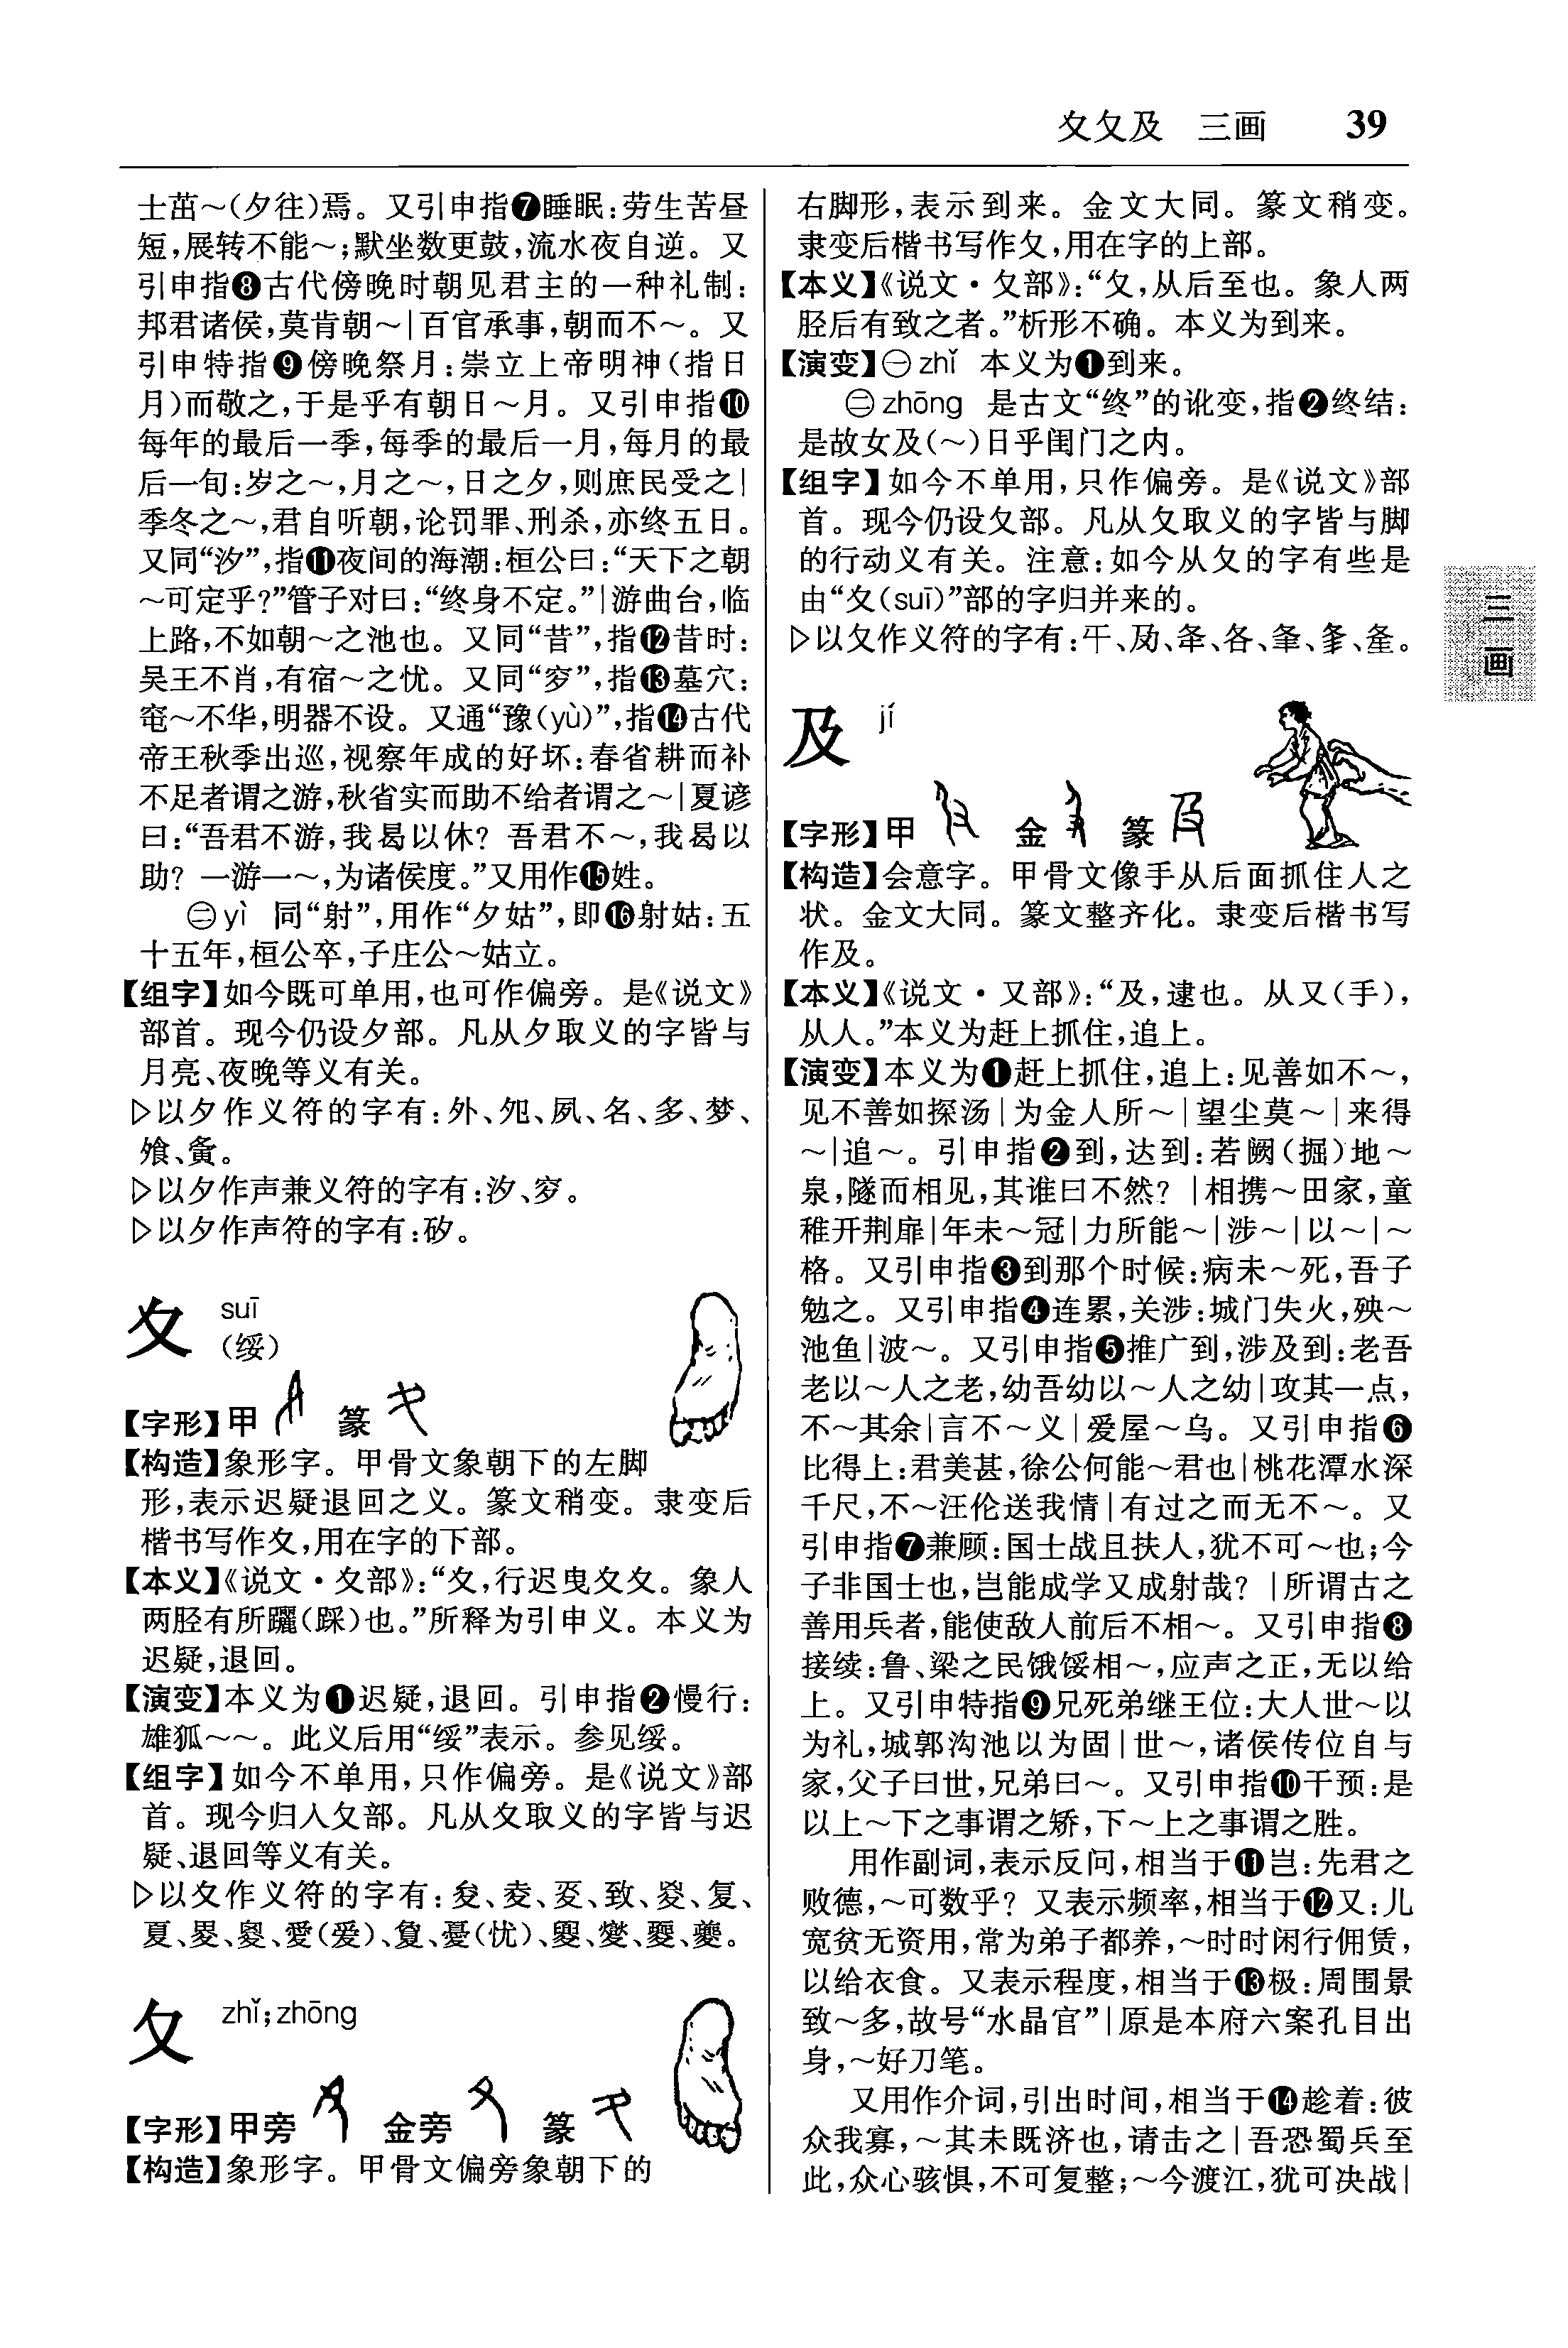 夊夂及　三画　39
士茁～(夕往)焉。又引申指❼睡眠：劳生苦昼
短，展转不能～；默坐数更鼓，流水夜自逆。又
引申指❽古代傍晚时朝见君主的一种礼制：
邦君诸侯，莫肯朝～|百官承事，朝而不～。又
引申特指❾傍晚祭月：崇立上帝明神(指日
月)而敬之，于是乎有朝日～月。又引申指❿
每年的最后一季，每季的最后一月，每月的最
后一旬：岁之～，月之～，日之夕，则庶民受之|
季冬之～，君自听朝，论罚罪、刑杀，亦终五日。
又同“汐”，指⓫夜间的海潮：桓公曰：“天下之朝
～可定乎？”管子对曰：“终身不定。”|游曲台，临
上路，不如朝～之池也。又同“昔”，指⓬昔时：
吴王不肖，有宿～之忧。又同“穸”，指⓭墓穴：
窀～不华，明器不设。又通“豫(yù)”，指⓮古代
帝王秋季出巡，视察年成的好坏：春省耕而补
不足者谓之游，秋省实而助不给者谓之～|夏谚
曰：“吾君不游，我曷以休？吾君不～，我曷以
助？一游一～，为诸侯度。”又用作⓯姓。
㊁yì 同“射”，用作“夕姑”，即⓰射姑：五
十五年，桓公卒，子庄公～姑立。
【组字】如今既可单用，也可作偏旁。是《说文》
部首。现今仍设夕部。凡从夕取义的字皆与
月亮、夜晚等义有关。
▷以夕作义符的字有：外、夗、夙、名、多、梦、
飧、夤。
▷以夕作声兼义符的字有：汐、穸。
▷以夕作声符的字有：矽。
夊 suī
(绥)
【字形】甲 篆
【构造】象形字。甲骨文象朝下的左脚
形，表示迟疑退回之义。篆文稍变。隶变后
楷书写作夊，用在字的下部。
【本义】《说文·夊部》：“夊，行迟曳夊夊。象人
两胫有所躧(踩)也。”所释为引申义。本义为
迟疑，退回。
【演变】本义为❶迟疑，退回。引申指❷慢行：
雄狐～～。此义后用“绥”表示。参见绥。
【组字】如今不单用，只作偏旁。是《说文》部
首。现今归入夂部。凡从夊取义的字皆与迟
疑、退回等义有关。
▷以夊作义符的字有：夋、夌、致、复、
夏、愛(爱)、憂(忧)、夔。
夂 zhǐ；zhōng
【字形】甲旁 金旁 篆
【构造】象形字。甲骨文偏旁象朝下的
右脚形，表示到来。金文大同。篆文稍变。
隶变后楷书写作夂，用在字的上部。
【本义】《说文·夂部》：“夂，从后至也。象人两
胫后有致之者。”析形不确。本义为到来。
【演变】㊀zhǐ 本义为❶到来。
㊁zhōng 是古文“终”的讹变，指❷终结：
是故女及(～)日乎闺门之内。
【组字】如今不单用，只作偏旁。是《说文》部
首。现今仍设夂部。凡从夂取义的字皆与脚
的行动义有关。注意：如今从夂的字有些是
由“夊(suī)”部的字归并来的。
▷以夂作义符的字有：㐄、夃、夅、各、夆。
及 jí
【字形】甲 金 篆
【构造】会意字。甲骨文像手从后面抓住人之
状。金文大同。篆文整齐化。隶变后楷书写
作及。
【本义】《说文·又部》：“及，逮也。从又(手)，
从人。”本义为赶上抓住，追上。
【演变】本义为❶赶上抓住，追上：见善如不～，
见不善如探汤|为金人所～|望尘莫～|来得
～|追～。引申指❷到，达到：若阙(掘)地～
泉，隧而相见，其谁曰不然？|相携～田家，童
稚开荆扉|年未～冠|力所能～|涉～|以～|～
格。又引申指❸到那个时候：病未～死，吾子
勉之。又引申指❹连累，关涉：城门失火，殃～
池鱼|波～。又引申指❺推广到，涉及到：老吾
老以～人之老，幼吾幼以～人之幼|攻其一点，
不～其余|言不～义|爱屋～乌。又引申指❻
比得上：君美甚，徐公何能～君也|桃花潭水深
千尺，不～汪伦送我情|有过之而无不～。又
引申指❼兼顾：国士战且扶人，犹不可～也；今
子非国士也，岂能成学又成射哉？|所谓古之
善用兵者，能使敌人前后不相～。又引申指❽
接续：鲁、梁之民饿馁相～，应声之正，无以给
上。又引申特指❾兄死弟继王位：大人世～以
为礼，城郭沟池以为固|世～，诸侯传位自与
家，父子曰世，兄弟曰～。又引申指❿干预：是
以上～下之事谓之矫，下～上之事谓之胜。
用作副词，表示反问，相当于⓫岂：先君之
败德，～可数乎？又表示频率，相当于⓬又：儿
宽贫无资用，常为弟子都养，～时时闲行佣赁，
以给衣食。又表示程度，相当于⓭极：周围景
致～多，故号“水晶宫”|原是本府六案孔目出
身，～好刀笔。
又用作介词，引出时间，相当于⓮趁着：彼
众我寡，～其未既济也，请击之|吾恐蜀兵至
此，众心骇惧，不可复整；～今渡江，犹可决战|
三画